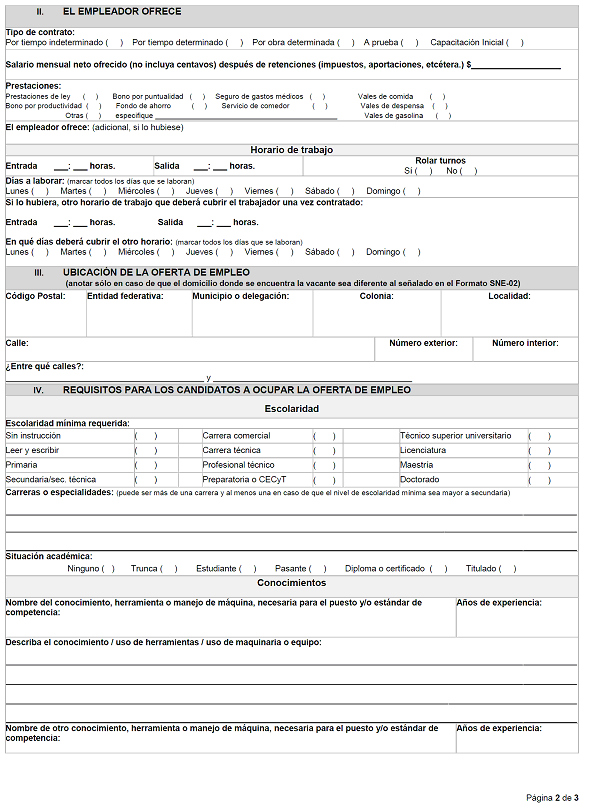 II. EL EMPLEADOR OFRECE
Tipo de contrato:
Por tiempo indeterminado ( ) Por tiempo determinado ( ) Por obra determinada ( ) A prueba ( ) Capacitación Inicial ( )
Salario mensual neto ofrecido (no incluya centavos) después de retenciones (impuestos, aportaciones, etcétera.) $____________________
Prestaciones:
Prestaciones de ley ( ) Bono por puntualidad ( ) Seguro de gastos médicos ( ) Vales de comida ( )
Bono por productividad ( ) Fondo de ahorro ( ) Servicio de comedor ( ) Vales de despensa ( )
Otras ( ) especifique ____________________ Vales de gasolina ( )
El empleador ofrece: (adicional, si lo hubiese)
Horario de trabajo
Entrada ___: ___ horas. Salida ___: ___ horas. Rolar turnos
Sí ( ) No ( )
Días a laborar: (marcar todos los días que se laboran)
Lunes ( ) Martes ( ) Miércoles ( ) Jueves ( ) Viernes ( ) Sábado ( ) Domingo ( )
Si lo hubiera, otro horario de trabajo que deberá cubrir el trabajador una vez contratado:
Entrada ___: ___ horas. Salida ___: ___ horas.
En qué días deberá cubrir el otro horario: (marcar todos los días que se laboran)
Lunes ( ) Martes ( ) Miércoles ( ) Jueves ( ) Viernes ( ) Sábado ( ) Domingo ( )
III. UBICACIÓN DE LA OFERTA DE EMPLEO
(anotar sólo en caso de que el domicilio donde se encuentra la vacante sea diferente al señalado en el Formato SNE-02)
Código Postal: Entidad federativa: Municipio o delegación: Colonia: Localidad:
Calle: Número exterior: Número interior:
¿Entre qué calles?:
____________________ y ____________________
IV. REQUISITOS PARA LOS CANDIDATOS A OCUPAR LA OFERTA DE EMPLEO
Escolaridad
Escolaridad mínima requerida:
Sin instrucción ( ) Carrera comercial ( ) Técnico superior universitario ( )
Leer y escribir ( ) Carrera técnica ( ) Licenciatura ( )
Primaria ( ) Profesional técnico ( ) Maestría ( )
Secundaria/sec. técnica ( ) Preparatoria o CECyT ( ) Doctorado ( )
Carreras o especialidades: (puede ser más de una carrera y al menos una en caso de que el nivel de escolaridad mínima sea mayor a secundaria)
Situación académica:
Ninguno ( ) Trunca ( ) Estudiante ( ) Pasante ( ) Diploma o certificado ( ) Titulado ( )
Conocimientos
Nombre del conocimiento, herramienta o manejo de máquina, necesaria para el puesto y/o estándar de Años de experiencia:
competencia:
Describa el conocimiento / uso de herramientas / uso de maquinaria o equipo:
Nombre de otro conocimiento, herramienta o manejo de máquina, necesaria para el puesto y/o estándar de Años de experiencia:
competencia:
Página 2 de 3